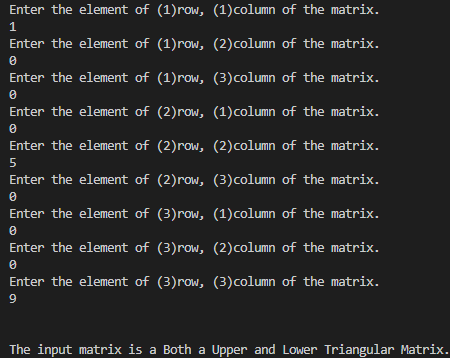 Enter the element of (1)row, (1)column of the matrix.
1
Enter the element of (1)row, (2)column of the matrix.
0
Enter the element of (1)row, (3)column of the matrix.
0
Enter the element of (2)row, (1)column of the matrix.
0
Enter the element of (2)row, (2)column of the matrix.
5
Enter the element of (2)row, (3)column of the matrix.
0
Enter the element of (3)row, (1)column of the matrix.
0
Enter the element of (3)row, (2)column of the matrix.
0
Enter the element of (3)row, (3)column of the matrix.
9
The input matrix is a Both a Upper and Lower Triangular Matrix.